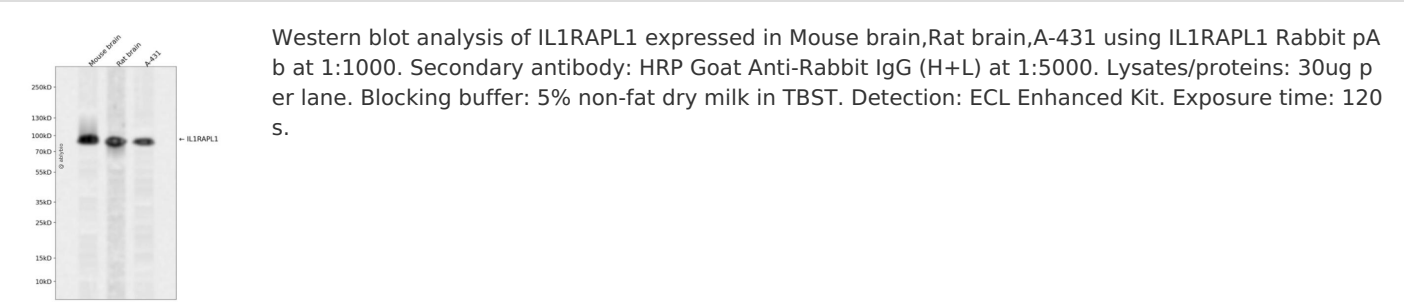 Mouse brain
Rat brain
A-431
250kD
130kD
100kD
70kD
55kD
35kD
25kD
15kD
10kD
← IL1RAPL1
Western blot analysis of IL1RAPL1 expressed in Mouse brain,Rat brain,A-431 using IL1RAPL1 Rabbit pA
b at 1:1000. Secondary antibody: HRP Goat Anti-Rabbit IgG (H+L) at 1:5000. Lysates/proteins: 30ug p
er lane. Blocking buffer: 5% non-fat dry milk in TBST. Detection: ECL Enhanced Kit. Exposure time: 120
s.